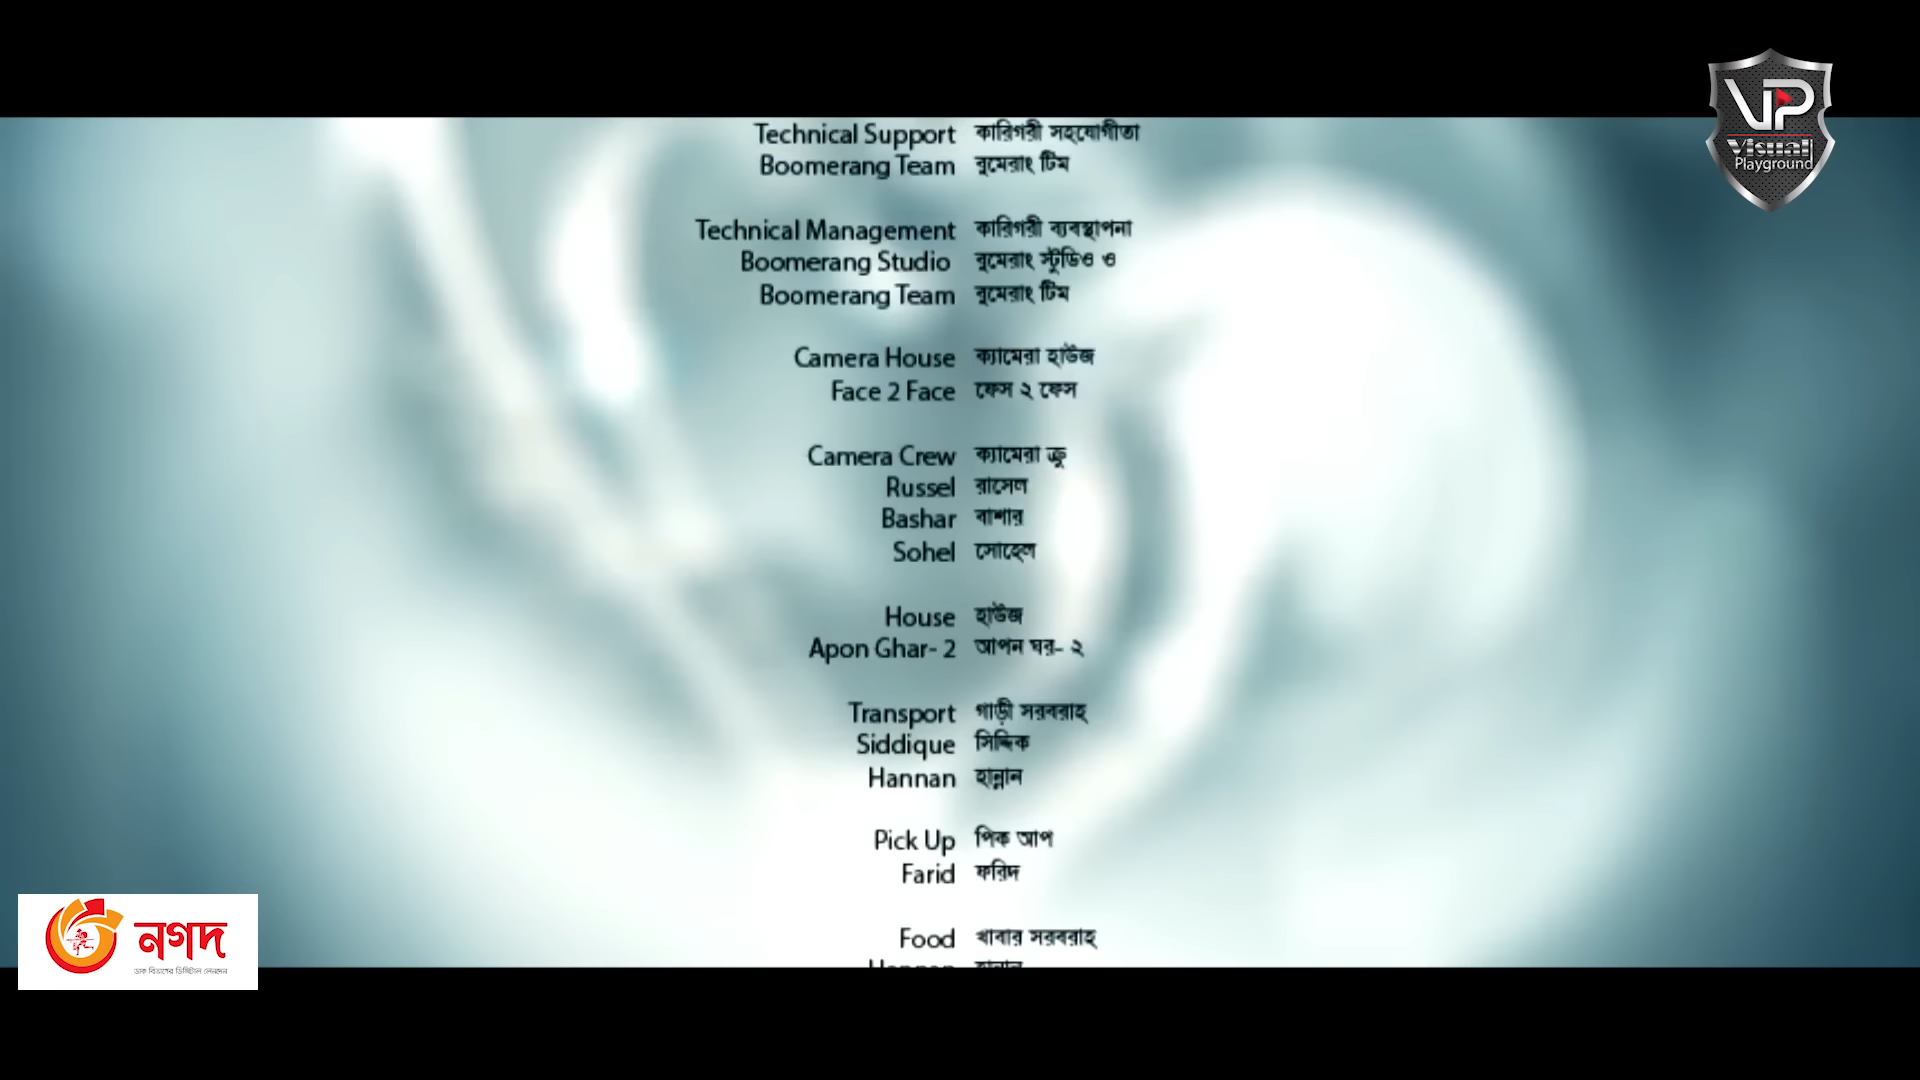 VP
Visual
Playground
Technical Support কারিগরী সহযোগীতা
Boomerang Team বুমেরাং টিম
Technical Management কারিগরী ব্যবস্থাপনা
Boomerang Studio বুমেরাং স্টুডিও ও
Boomerang Team বুমেরাং টিম
Camera House ক্যামেরা হাউজ
Face 2 Face ফেস ২ ফেস
Camera Crew ক্যামেরা ক্রু
Russel রাসেল
Bashar বাশার
Sohel সোহেল
House হাউজ
Apon Ghar- 2 আপন ঘর- ২
Transport গাড়ী সরবরাহ
Siddique সিদ্দিক
Hannan হান্নান
Pick Up পিক আপ
Farid ফরিদ
Food খাবার সরবরাহ
নগদ
ডাক বিভাগের ডিজিটাল লেনদেন